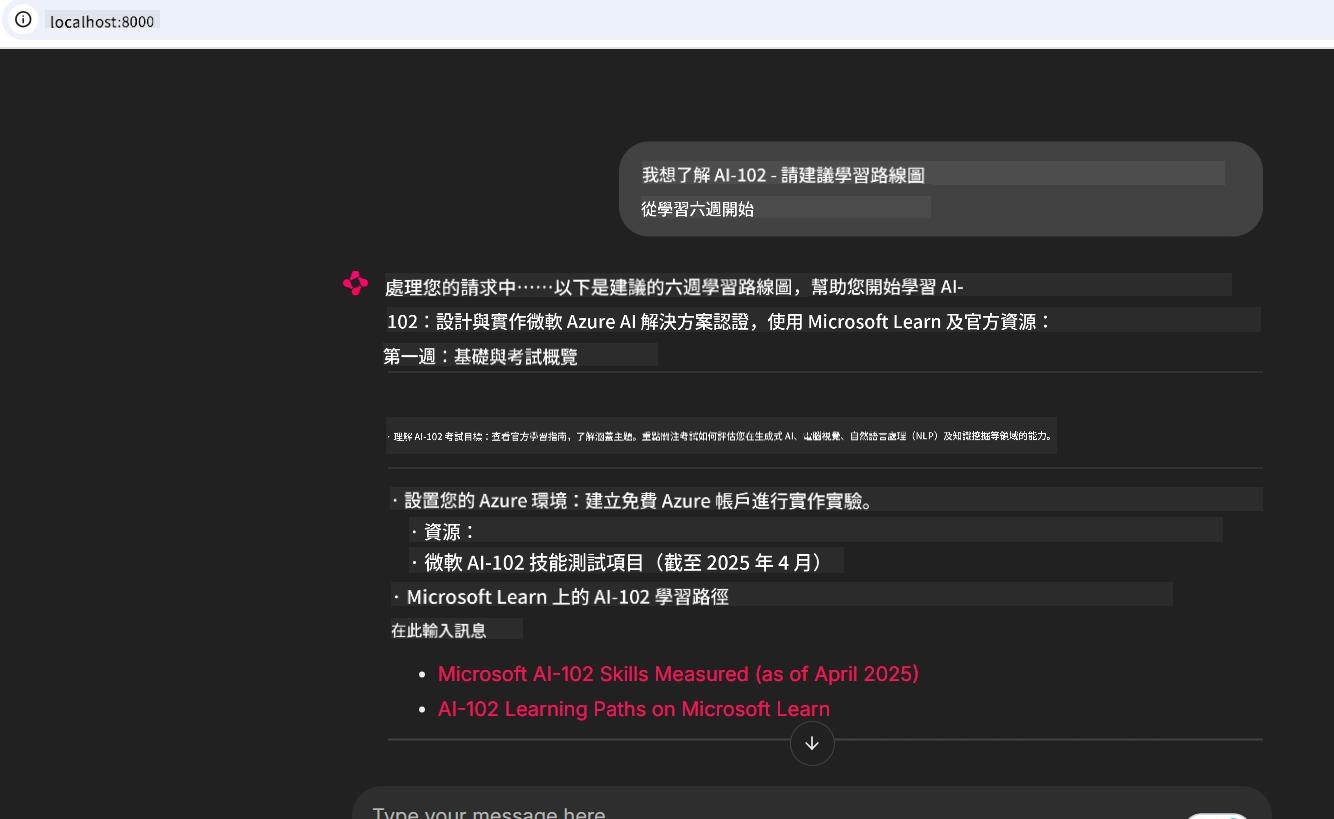 localhost:8000
我想了解 AI-102 - 請建議學習路線圖
從學習六週開始
處理您的請求中⋯⋯以下是建議的六週學習路線圖，幫助您開始學習 AI-
102：設計與實作微軟 Azure AI 解決方案認證，使用 Microsoft Learn 及官方資源：
第一週：基礎與考試概覽
· 理解 AI-102 考試目標：查看官方學習指南，了解涵蓋主題。重點關注考試如何評估您在生成式 AI、電腦視覺、自然語言處理（NLP）及知識挖掘等領域的能力。
· 設置您的 Azure 環境：建立免費 Azure 帳戶進行實作實驗。
· 資源：
· 微軟 AI-102 技能測試項目（截至 2025 年 4 月）
· Microsoft Learn 上的 AI-102 學習路徑
在此輸入訊息
• Microsoft AI-102 Skills Measured (as of April 2025)
• AI-102 Learning Paths on Microsoft Learn
Type your message here